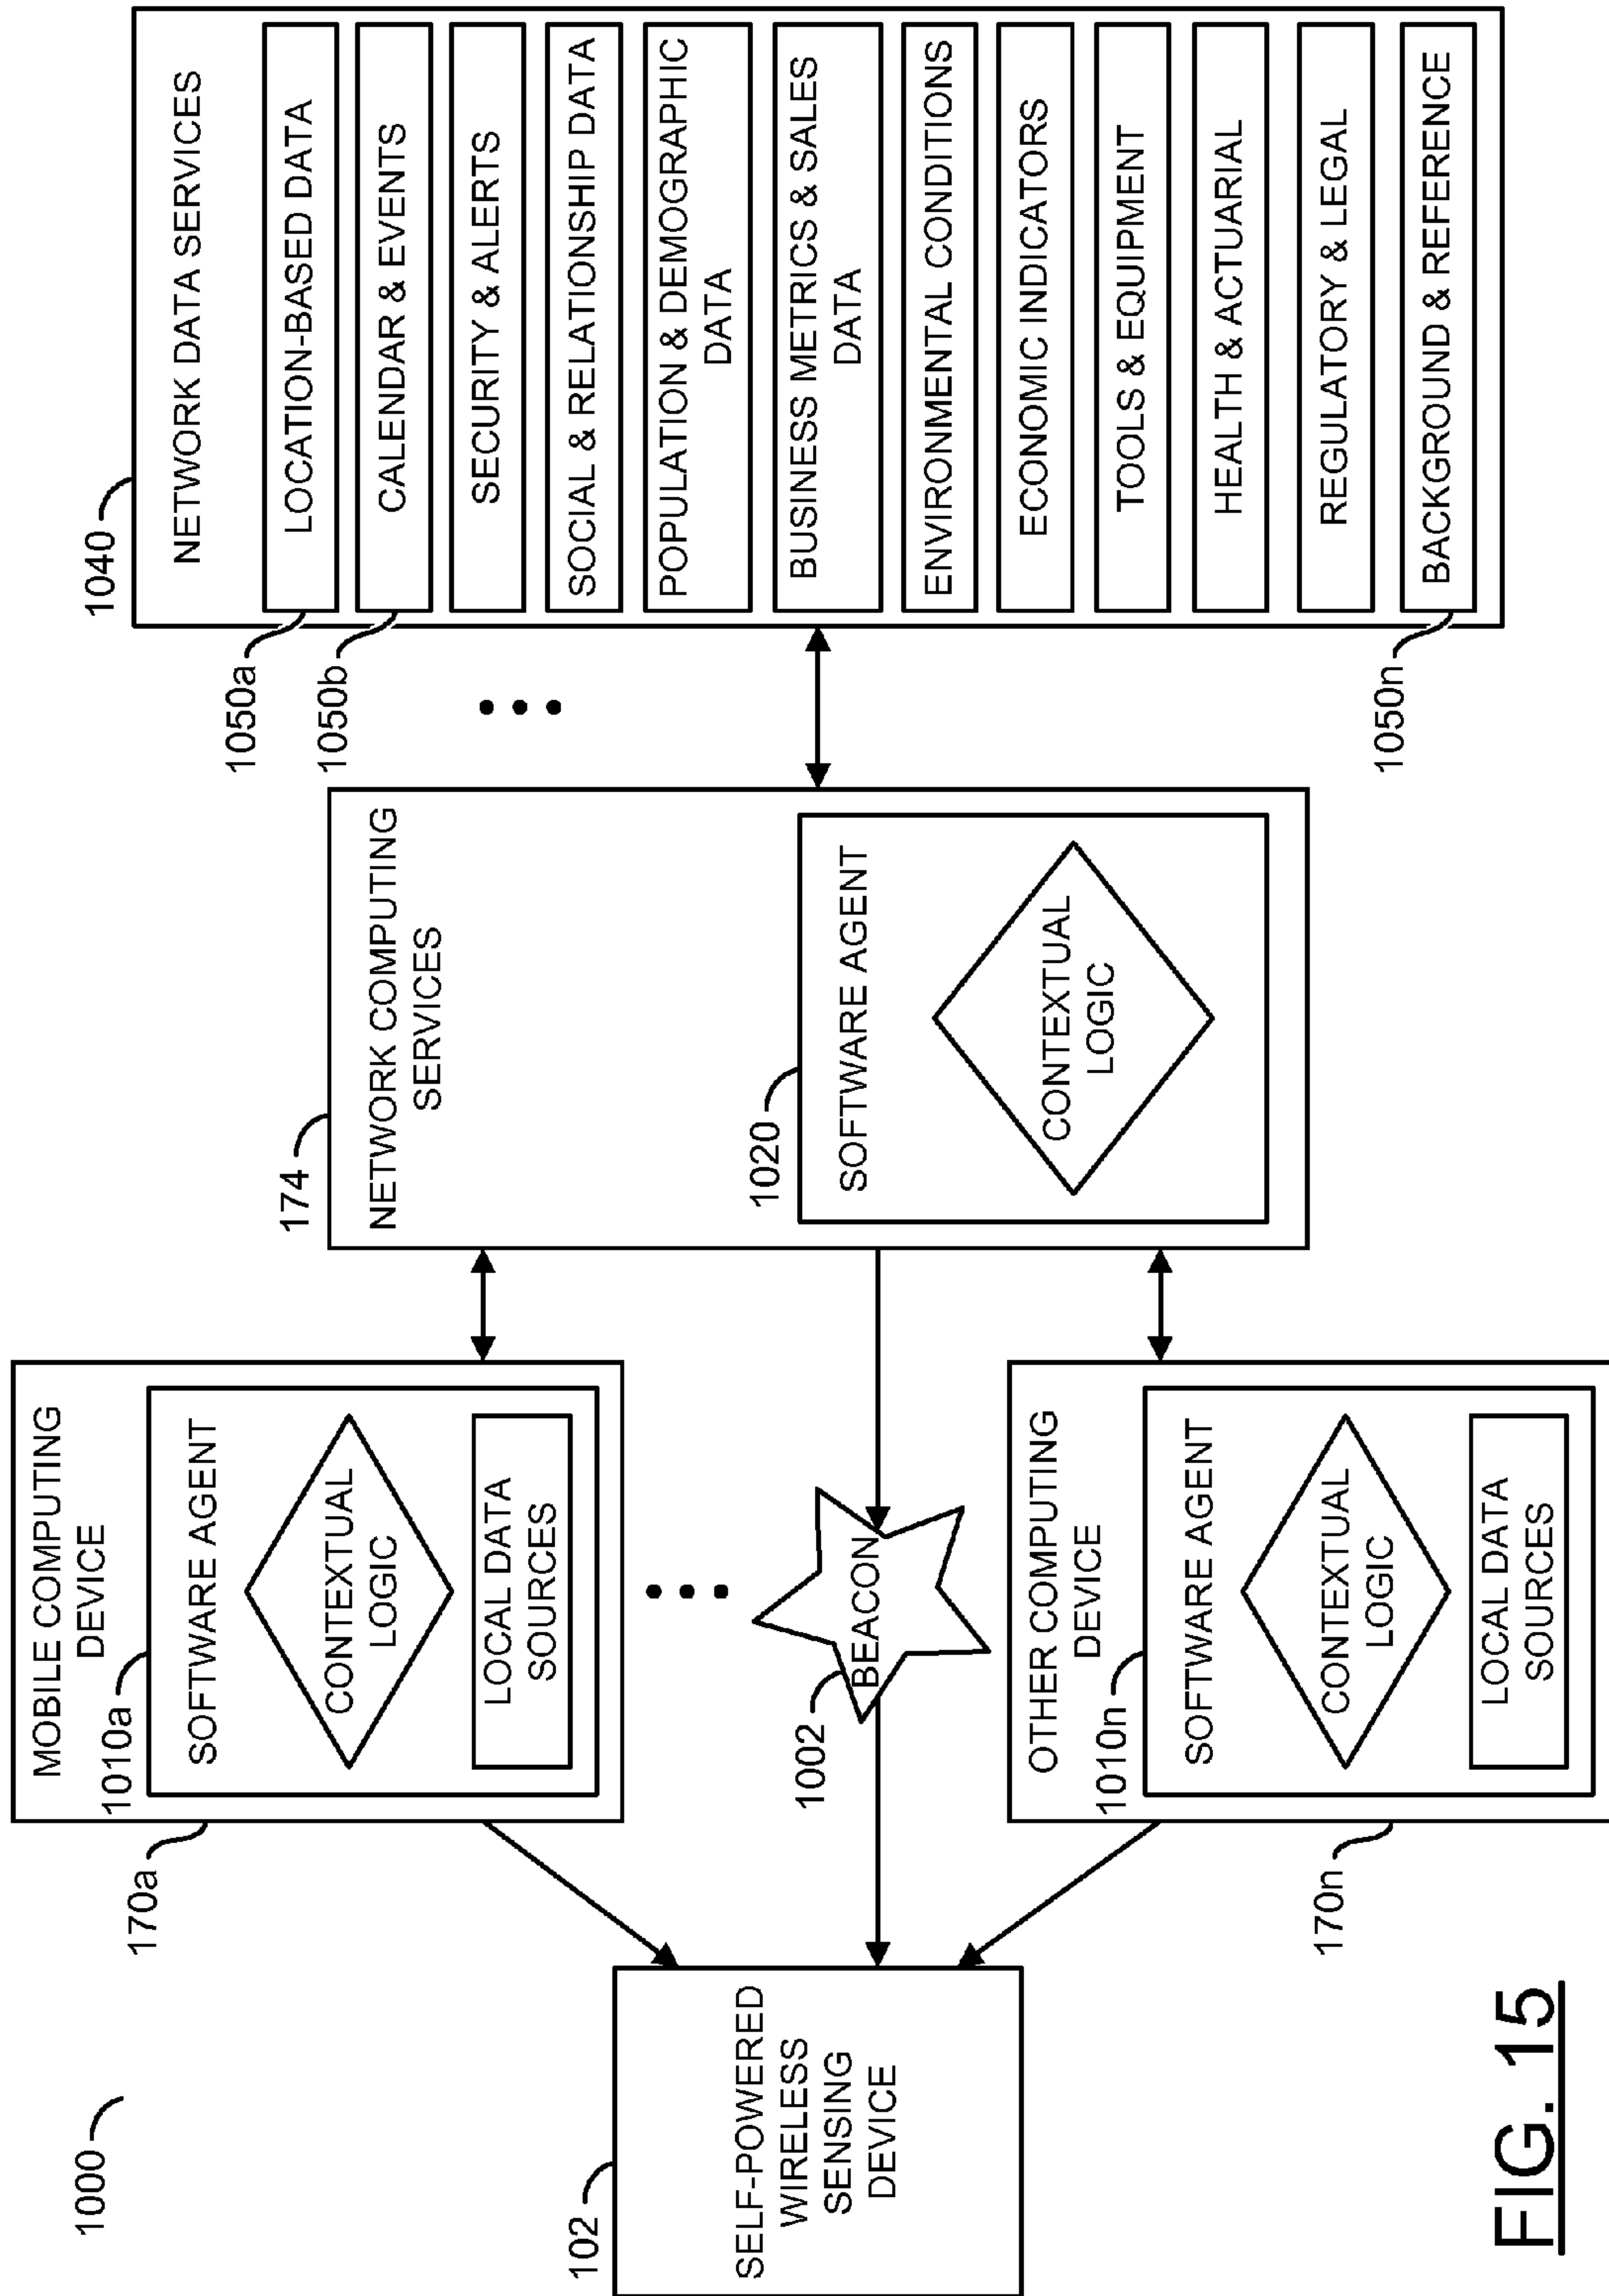 1000
102
SELF-POWERED
WIRELESS
SENSING
DEVICE
170a
MOBILE COMPUTING
DEVICE
1010a
SOFTWARE AGENT
CONTEXTUAL
LOGIC
LOCAL DATA
SOURCES
1002
BEACON
170n
OTHER COMPUTING
DEVICE
1010n
SOFTWARE AGENT
CONTEXTUAL
LOGIC
LOCAL DATA
SOURCES
174
NETWORK COMPUTING
SERVICES
1020
SOFTWARE AGENT
CONTEXTUAL
LOGIC
1040
NETWORK DATA SERVICES
1050a
LOCATION-BASED DATA
1050b
CALENDAR & EVENTS
SECURITY & ALERTS
SOCIAL & RELATIONSHIP DATA
POPULATION & DEMOGRAPHIC
DATA
BUSINESS METRICS & SALES
DATA
ENVIRONMENTAL CONDITIONS
ECONOMIC INDICATORS
TOOLS & EQUIPMENT
HEALTH & ACTUARIAL
REGULATORY & LEGAL
1050n
BACKGROUND & REFERENCE
FIG. 15